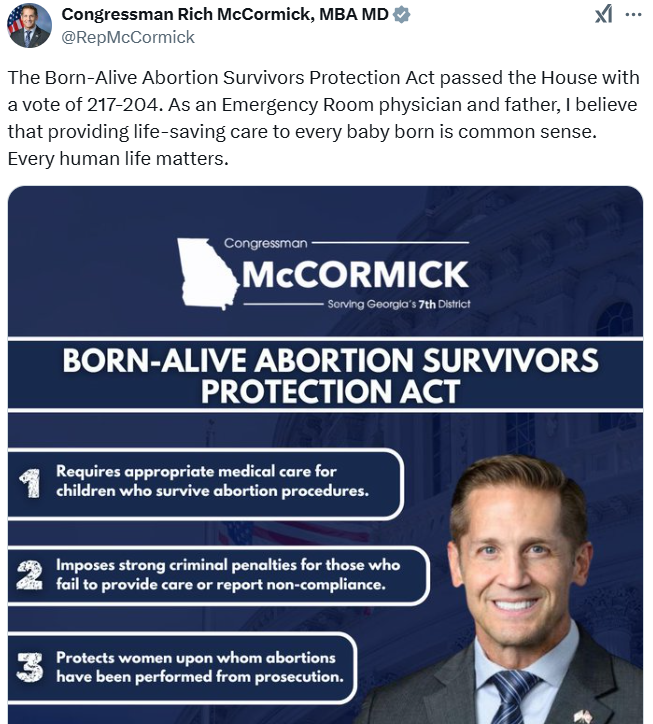 Congressman Rich McCormick, MBA MD
@RepMcCormick
The Born-Alive Abortion Survivors Protection Act passed the House with
a vote of 217-204. As an Emergency Room physician and father, I believe
that providing life-saving care to every baby born is common sense.
Every human life matters.
Congressman
McCORMICK
Serving Georgia's 7th District
BORN-ALIVE ABORTION SURVIVORS
PROTECTION ACT
1 Requires appropriate medical care for
children who survive abortion procedures.
2 Imposes strong criminal penalties for those who
fail to provide care or report non-compliance.
3 Protects women upon whom abortions
have been performed from prosecution.